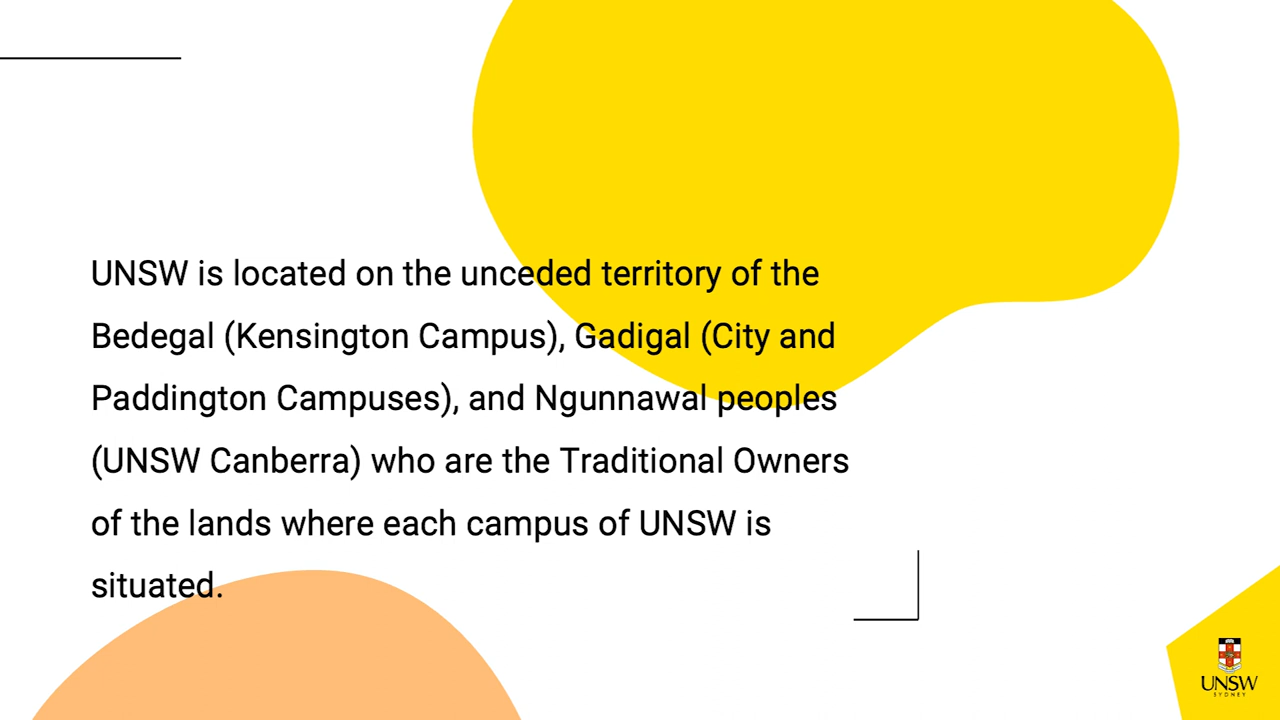 UNSW is located on the unceded territory of the
Bedegal (Kensington Campus), Gadigal (City and
Paddington Campuses), and Ngunnawal peoples
(UNSW Canberra) who are the Traditional Owners
of the lands where each campus of UNSW is
situated.
UNSW
SYDNEY